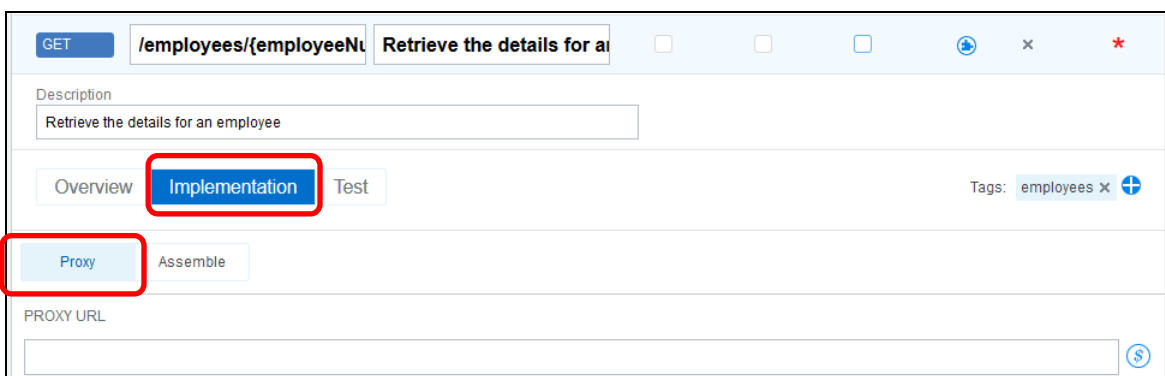 GET /employees/{employeeNu Retrieve the details for a
Description
Retrieve the details for an employee
Overview Implementation Test Tags: employees
Proxy Assemble
PROXY URL
$